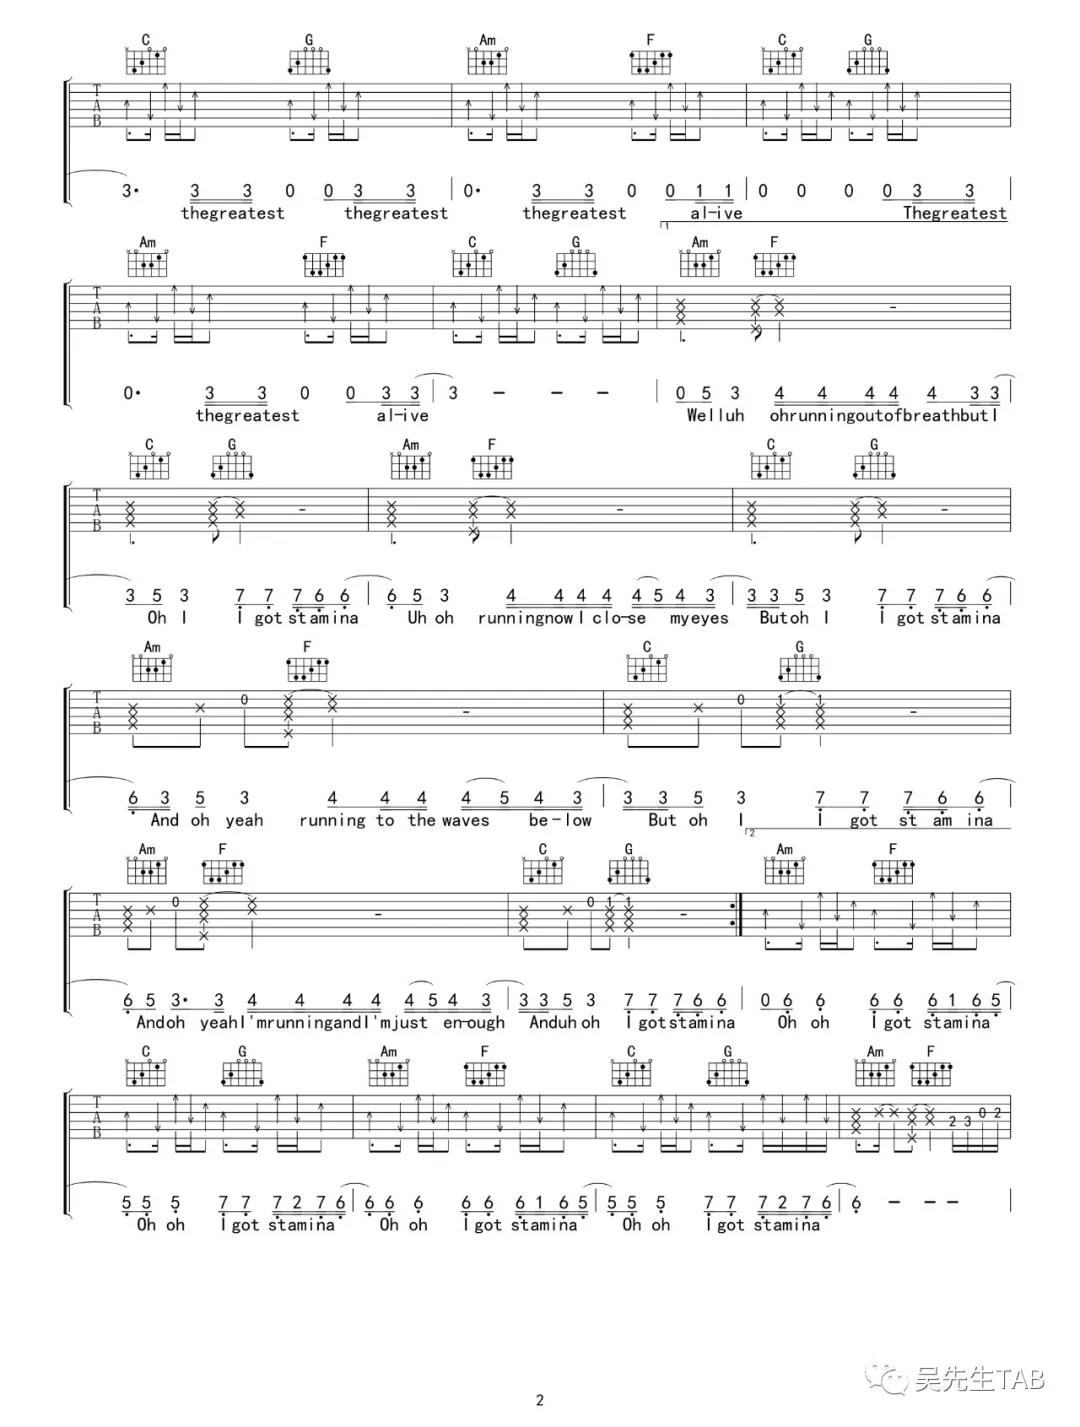 C G Am F C G
T
A
B
3· 3 3 0 0 3 3 0· 3 3 0 0 1 1 0 0 0 0 3 3
thegreatest thegreatest thegreatest al-ive Thegreatest
1
Am F C G Am F
T
A
B
0· 3 3 0 0 3 3 3 - - - 0 5 3 4 4 4 4 4 3 3
thegreatest al-ive Welluh ohrunningoutofbreathbutI
C G Am F C G
T
A
B
3 5 3 7 7 7 6 6 6 5 3 4 4 4 4 5 4 3 3 3 5 3 7 7 7 6 6
Oh I I got stamina Uh oh runningnowI clo-se myeyes Butoh I I got stamina
Am F C G
0 0 1 1
T
A
B
6 3 5 3 4 4 4 4 5 4 3 3 3 5 3 7 7 7 6 6
And oh yeah running to the waves be-low But oh I I got stamina
2
Am F C G Am F
0 0 1 1
T
A
B
6 5 3· 3 4 4 4 4 4 5 4 3 3 3 5 3 7 7 7 6 6 0 6 6 6 6 6 1 6 5
Andoh yeahI'mrunningandI'mjust en-ough Anduhoh Igotstamina Oh oh I got stamina
C G Am F C G Am F
T
A
B
2 3 0 2
5 5 5 7 7 7 2 7 6 6 6 6 6 6 6 1 6 5 5 5 5 7 7 7 2 7 6 6 - - -
Oh oh Igot stamina Oh oh Igot stamina Oh oh Igot stamina
吴先生TAB
2